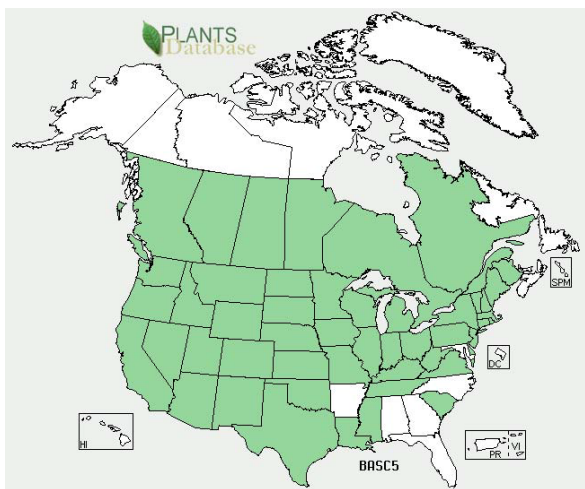 PLANTS
Database
SPM
DC
HI
PR
VI
BASC5